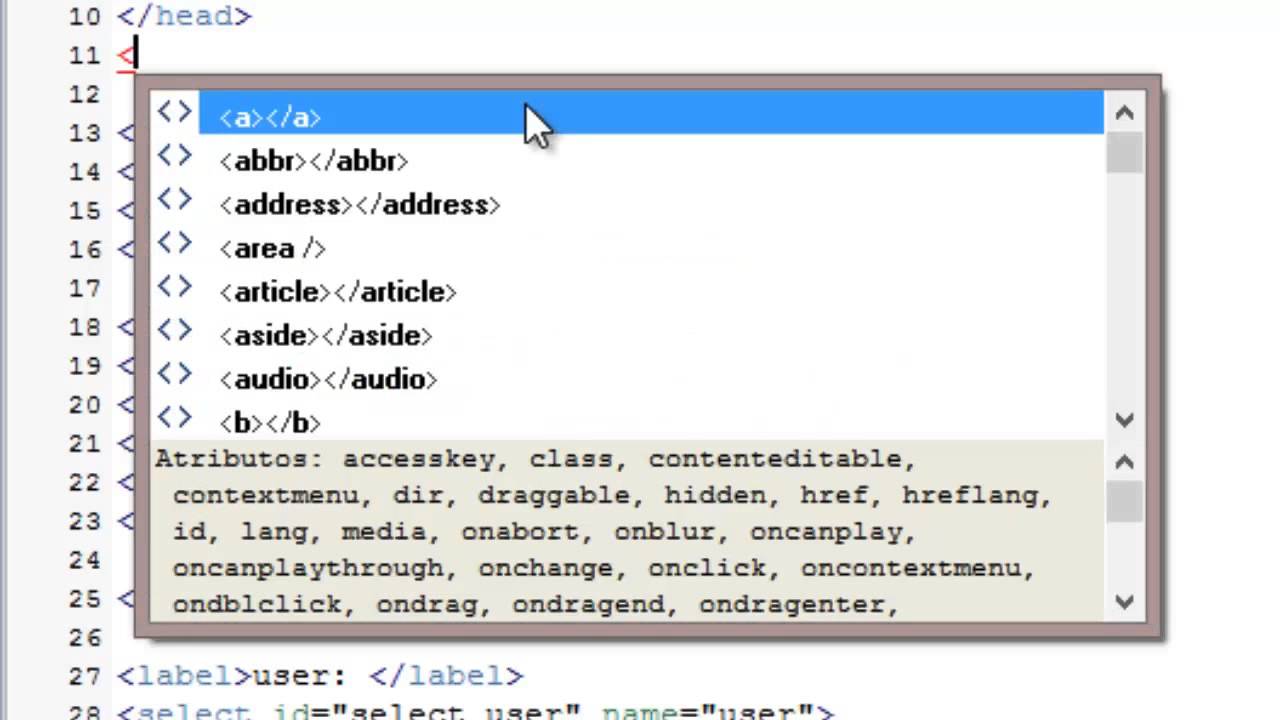 10 </head>
11 <
12
<a></a>
13 <
<abbr></abbr>
14 <
<address></address>
15 <
16 <
<area />
17
<article></article>
18 <
<aside></aside>
19 <
<audio></audio>
20 <
<b></b>
21 <
Atributos: accesskey, class, contenteditable,
22 <
contextmenu, dir, draggable, hidden, href, hreflang,
23 <
id, lang, media, onabort, onblur, oncanplay,
24
oncanplaythrough, onchange, onclick, oncontextmenu,
25 <
ondblclick, ondrag, ondragend, ondragenter,
26
27 <label>user: </label>
28 <select id="select_user" name="user">